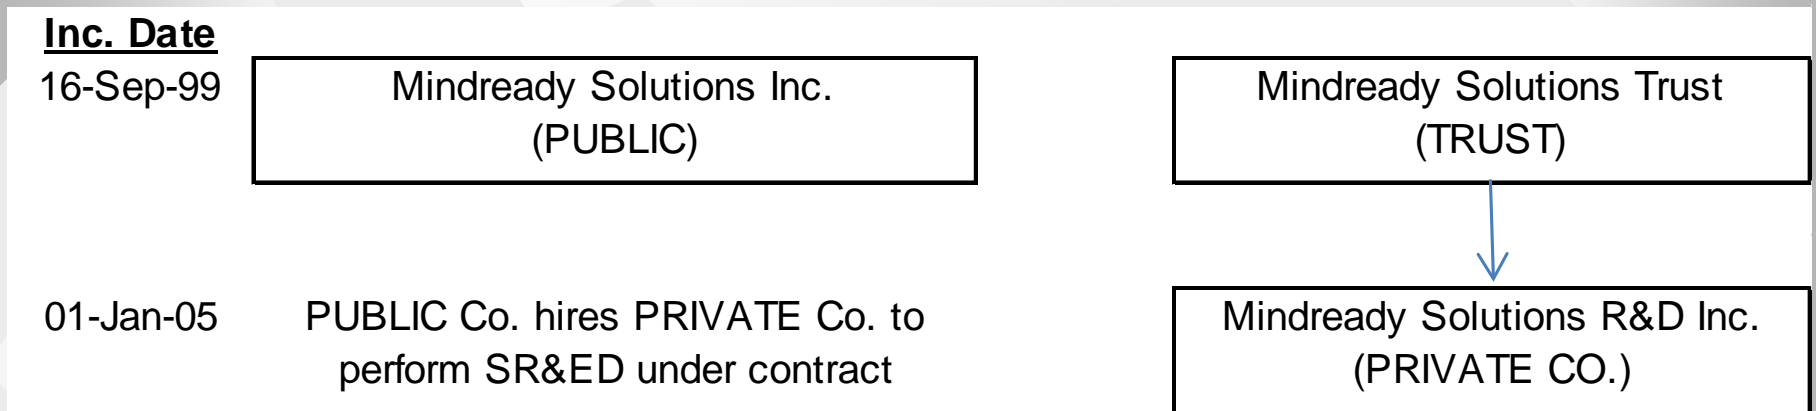 Inc. Date
16-Sep-99
Mindready Solutions Inc.
(PUBLIC)
Mindready Solutions Trust
(TRUST)
01-Jan-05
PUBLIC Co. hires PRIVATE Co. to
perform SR&ED under contract
Mindready Solutions R&D Inc.
(PRIVATE CO.)